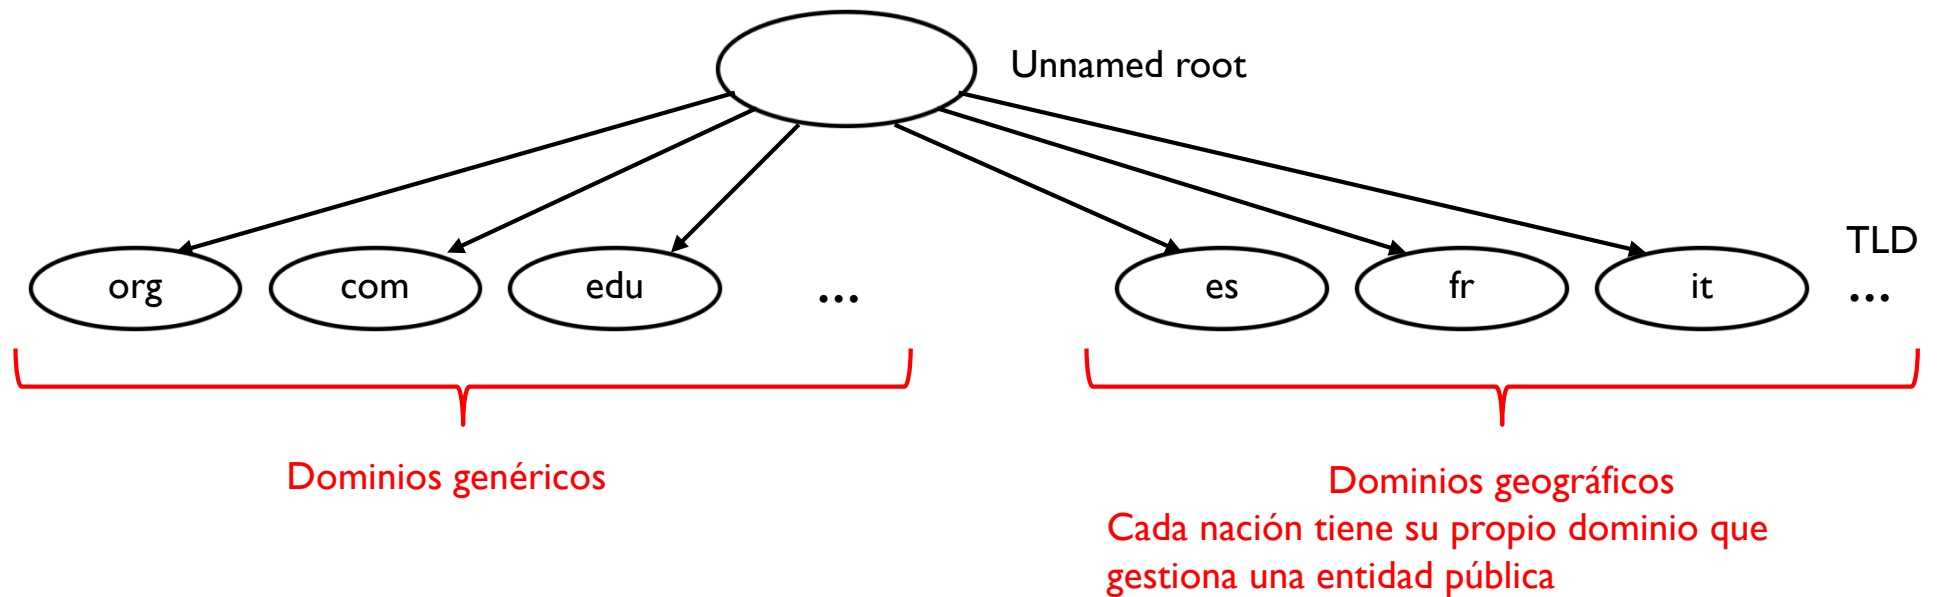 Unnamed root
TLD
org
com
edu
...
es
fr
it
...
Dominios genéricos
Dominios geográficos
Cada nación tiene su propio dominio que
gestiona una entidad pública